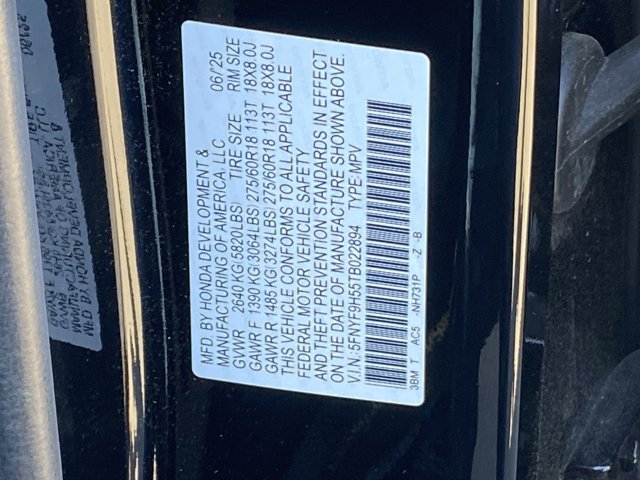 MFD. BY HONDA DEVELOPMENT &
MANUFACTURING OF AMERICA, LLC 06/25
GVWR 2640 KG(5820LBS) TIRE SIZE RIM SIZE
GAWR F 1390 KG(3064LBS) 275/60R18 113T 18X8.0J
GAWR R 1485 KG(3274LBS) 275/60R18 113T 18X8.0J
THIS VEHICLE CONFORMS TO ALL APPLICABLE
FEDERAL MOTOR VEHICLE SAFETY
AND THEFT PREVENTION STANDARDS IN EFFECT
ON THE DATE OF MANUFACTURE SHOWN ABOVE.
V.I.N.:5FNYF9H55TB022894 TYPE:MPV
3BM T AC5 -NH731P -Z -B